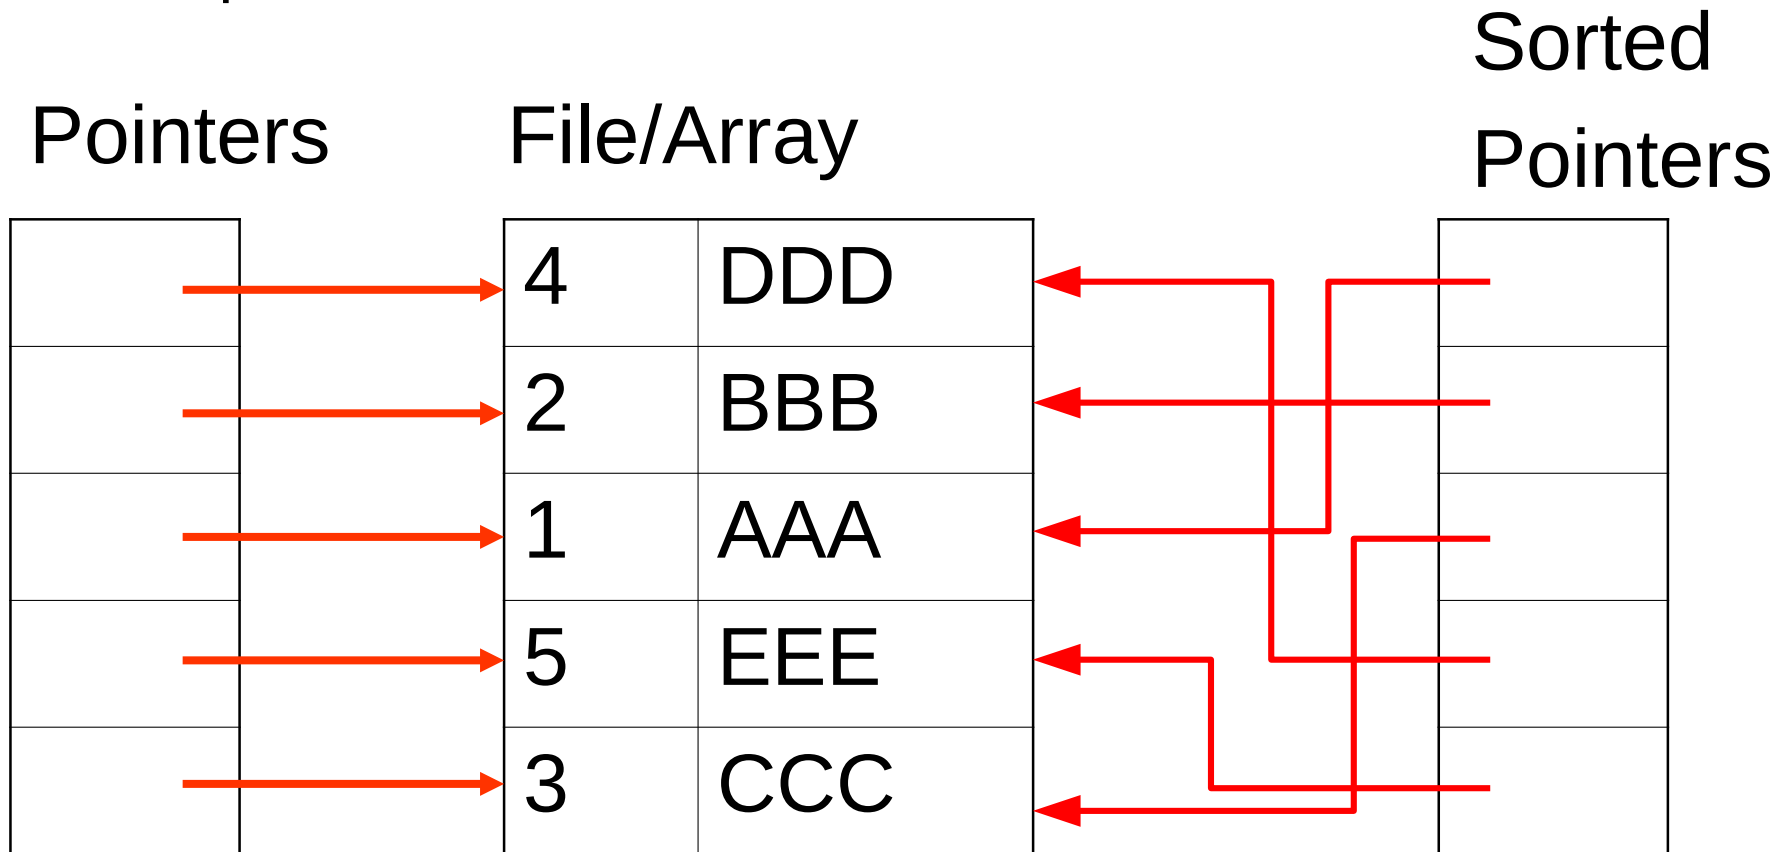 Sorted
Pointers File/Array Pointers
4 DDD
2 BBB
1 AAA
5 EEE
3 CCC